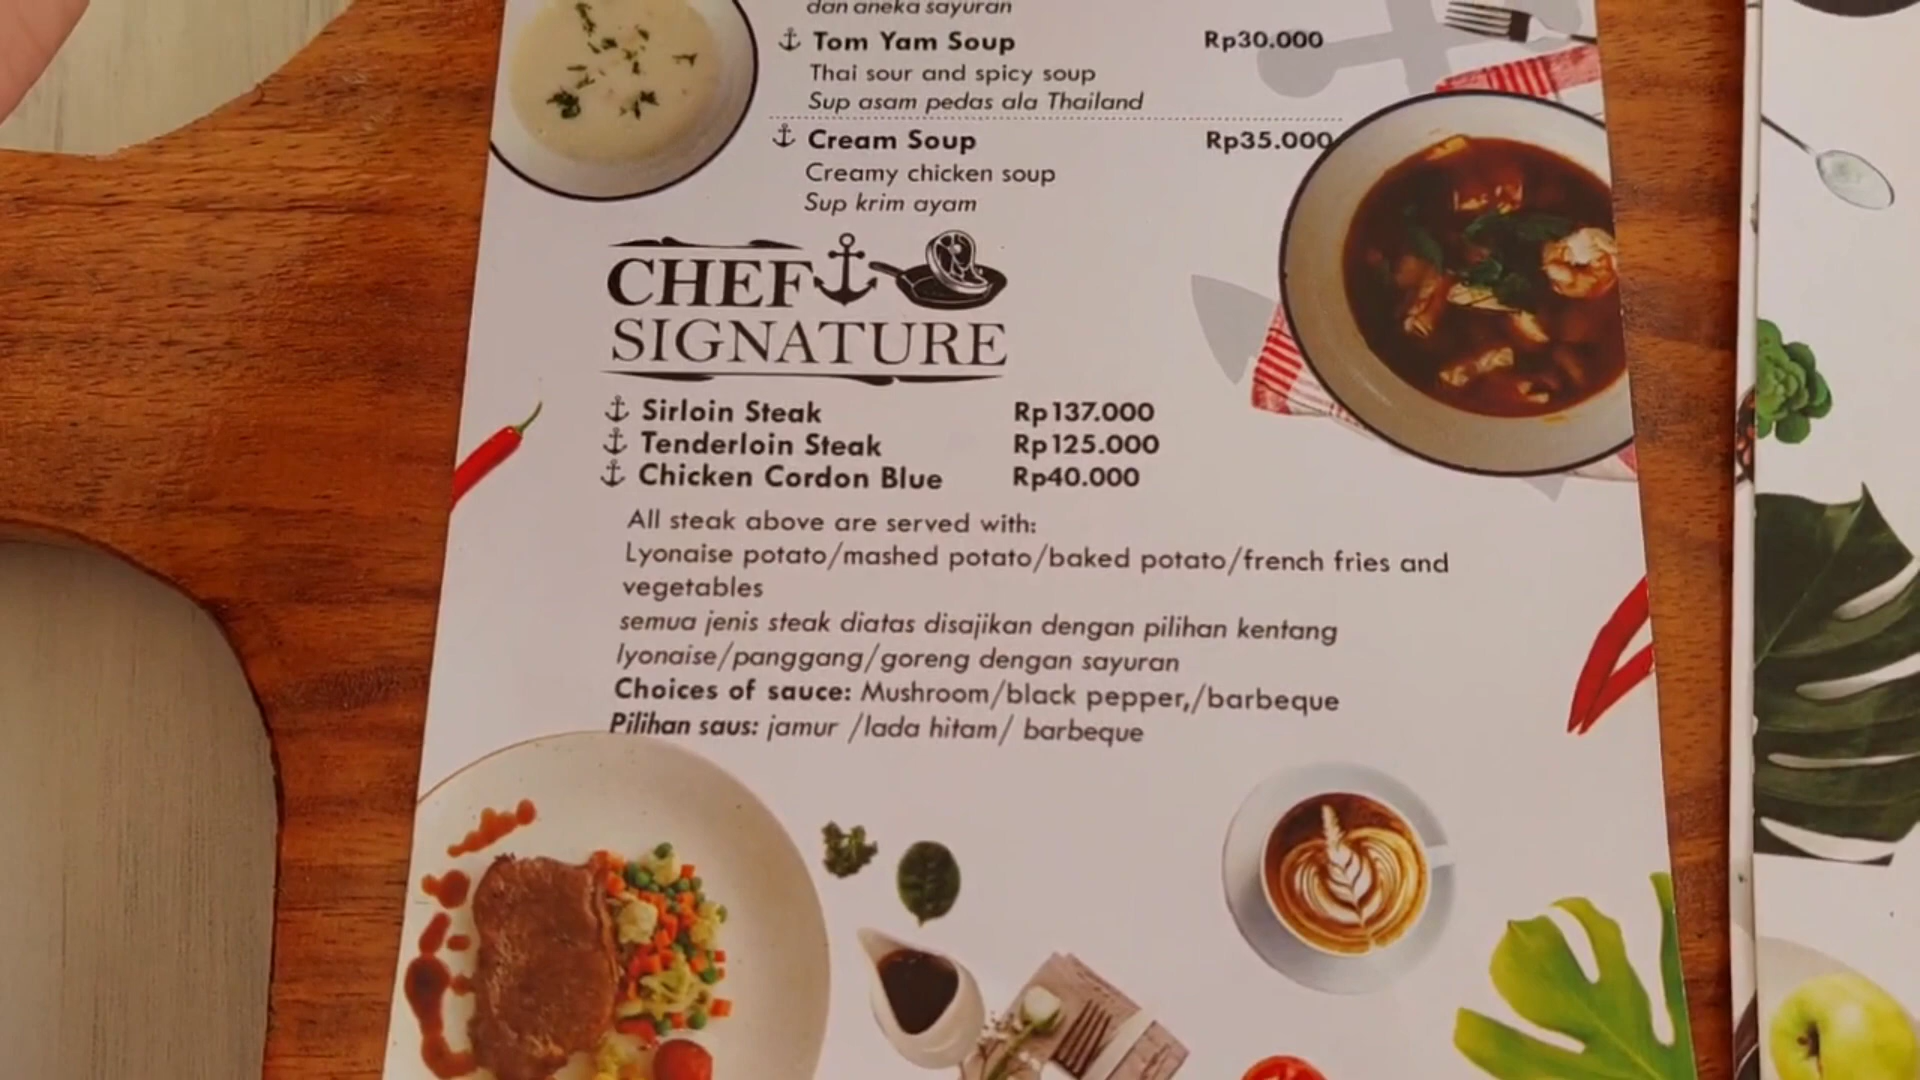 dan aneka sayuran
Tom Yam Soup Rp30.000
Thai sour and spicy soup
Sup asam pedas ala Thailand
Cream Soup Rp35.000
Creamy chicken soup
Sup krim ayam
CHEF
SIGNATURE
Sirloin Steak Rp137.000
Tenderloin Steak Rp125.000
Chicken Cordon Blue Rp40.000
All steak above are served with:
Lyonaise potato/mashed potato/baked potato/french fries and
vegetables
semua jenis steak diatas disajikan dengan pilihan kentang
lyonaise/panggang/goreng dengan sayuran
Choices of sauce: Mushroom/black pepper,/barbeque
Pilihan saus: jamur /lada hitam/ barbeque